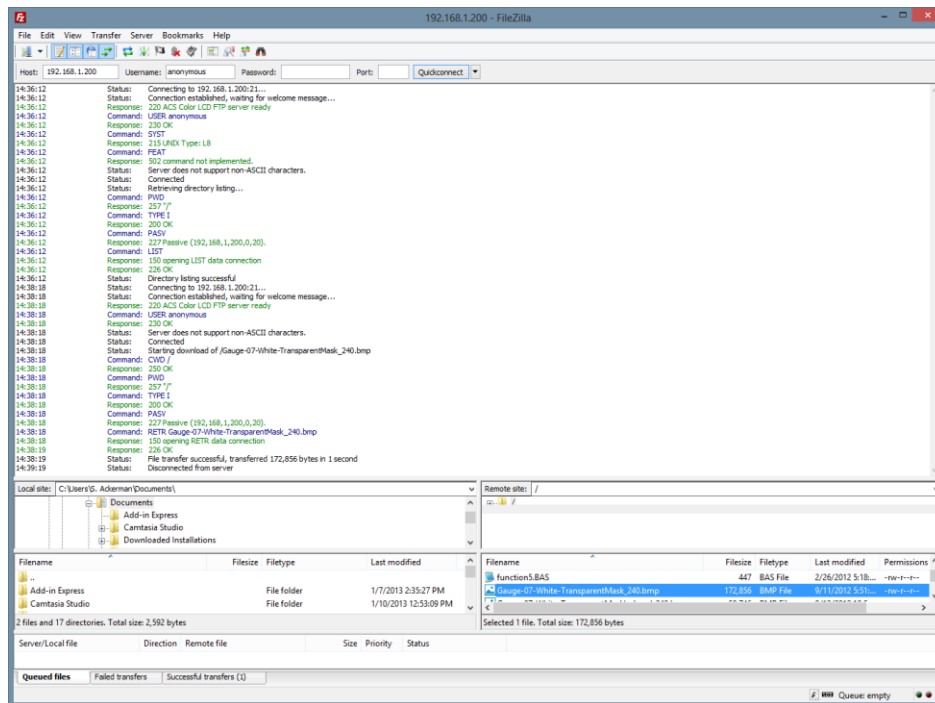 192.168.1.200 - FileZilla
File Edit View Transfer Server Bookmarks Help
Host: 192.168.1.200 Username: anonymous Password: Port: Quickconnect
14:36:12 Status: Connecting to 192.168.1.200:21...
14:36:12 Status: Connection established, waiting for welcome message...
14:36:12 Response: 220 ACS Color LCD FTP server ready
14:36:12 Command: USER anonymous
14:36:12 Response: 230 OK
14:36:12 Command: SYST
14:36:12 Response: 215 UNIX Type: L8
14:36:12 Command: FEAT
14:36:12 Response: 502 command not implemented.
14:36:12 Status: Server does not support non-ASCII characters.
14:36:12 Status: Connected
14:36:12 Status: Retrieving directory listing...
14:36:12 Command: PWD
14:36:12 Response: 257 "/"
14:36:12 Command: TYPE I
14:36:12 Response: 200 OK
14:36:12 Command: PASV
14:36:12 Response: 227 Passive (192,168,1,200,0,20).
14:36:12 Command: LIST
14:36:12 Response: 150 opening LIST data connection
14:36:12 Response: 226 OK
14:36:12 Status: Directory listing successful
14:38:18 Status: Connecting to 192.168.1.200:21...
14:38:18 Status: Connection established, waiting for welcome message...
14:38:18 Response: 220 ACS Color LCD FTP server ready
14:38:18 Command: USER anonymous
14:38:18 Response: 230 OK
14:38:18 Status: Server does not support non-ASCII characters.
14:38:18 Status: Connected
14:38:18 Status: Starting download of /Gauge-07-White-TransparentMask_240.bmp
14:38:18 Command: CWD /
14:38:18 Response: 250 OK
14:38:18 Command: PWD
14:38:18 Response: 257 "/"
14:38:18 Command: TYPE I
14:38:18 Response: 200 OK
14:38:18 Command: PASV
14:38:18 Response: 227 Passive (192,168,1,200,0,20).
14:38:18 Command: RETR Gauge-07-White-TransparentMask_240.bmp
14:38:18 Response: 150 opening RETR data connection
14:38:19 Response: 226 OK
14:38:19 Status: File transfer successful, transferred 172,856 bytes in 1 second
14:39:19 Status: Disconnected from server
Local site: C:\Users\S. Ackerman\Documents\
Documents
Add-in Express
Camtasia Studio
Downloaded Installations
Remote site: /
/
Filename Filesize Filetype Last modified
..
Add-in Express File folder 1/7/2013 2:35:27 PM
Camtasia Studio File folder 1/10/2013 12:53:09 PM
2 files and 17 directories. Total size: 2,592 bytes
Filename Filesize Filetype Last modified Permissions
function5.BAS 447 BAS File 2/26/2012 5:18:... -rw-r--r--
Gauge-07-White-TransparentMask_240.bmp 172,856 BMP File 9/11/2012 5:51:... -rw-r--r--
Selected 1 file. Total size: 172,856 bytes
Server/Local file Direction Remote file Size Priority Status
Queued files Failed transfers Successful transfers (1)
Queue: empty